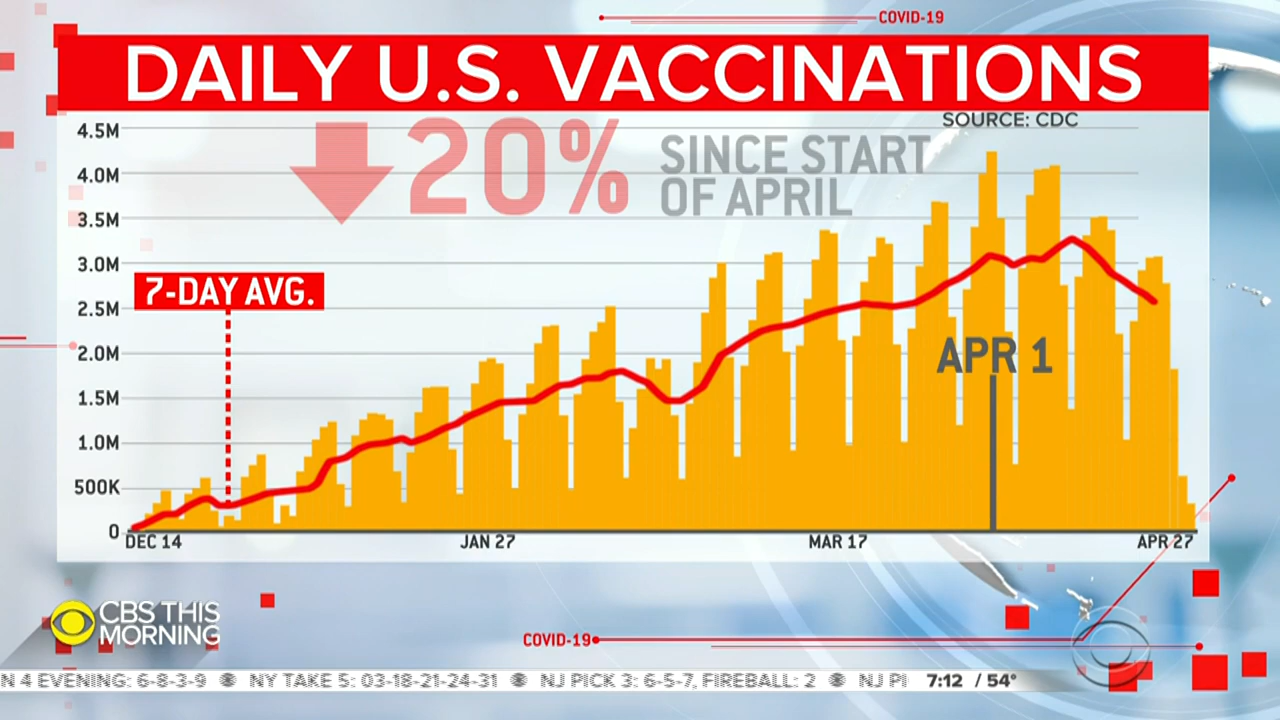 COVID-19
DAILY U.S. VACCINATIONS
SOURCE: CDC
20%
SINCE START
OF APRIL
4.5M
4.0M
3.5M
3.0M
2.5M
2.0M
1.5M
1.0M
500K
0
7-DAY AVG.
APR 1
DEC 14
JAN 27
MAR 17
APR 27
CBS THIS
MORNING
COVID-19
N 4 EVENING: 6-8-3-9 NY TAKE 5: 03-18-21-24-31 NJ PICK 3: 6-5-7, FIREBALL: 2 NJ PI 7:12 / 54°